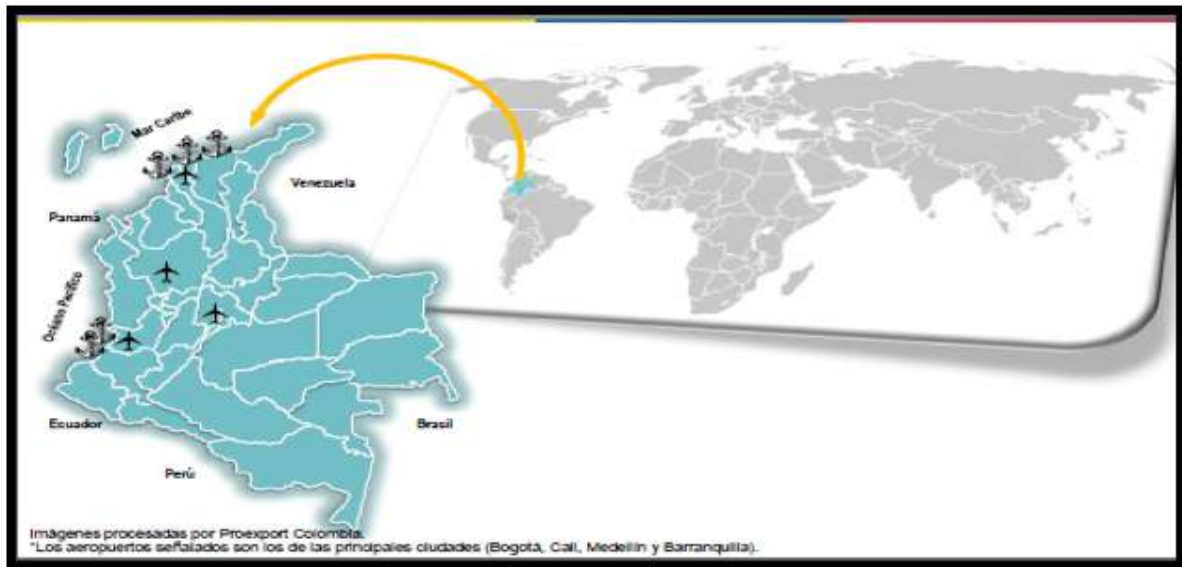 Mar Caribe
Venezuela
Panamá
Océano Pacífico
Ecuador
Brasil
Perú
Imágenes procesadas por Proexport Colombia.
*Los aeropuertos señalados son los de las principales ciudades (Bogotá, Cali, Medellín y Barranquilla).